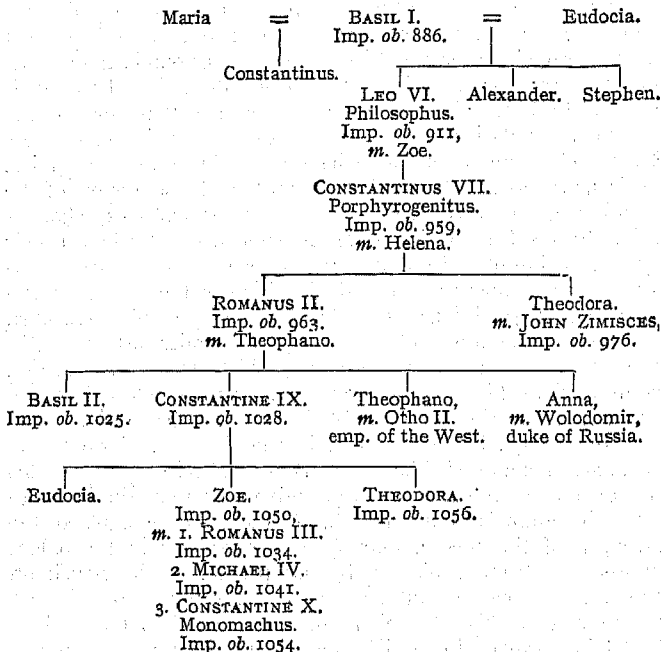 Maria = BASIL I. = Eudocia.
Imp. ob. 886.
Constantinus.
LEO VI. Alexander. Stephen.
Philosophus.
Imp. ob. 911,
m. Zoe.
CONSTANTINUS VII.
Porphyrogenitus.
Imp. ob. 959,
m. Helena.
ROMANUS II. Theodora.
Imp. ob. 963. m. JOHN ZIMISCES,
m. Theophano. Imp. ob. 976.
BASIL II. CONSTANTINE IX. Theophano, Anna,
Imp. ob. 1025. Imp. ob. 1028. m. Otho II. m. Wolodomir,
emp. of the West. duke of Russia.
Eudocia. ZOE. THEODORA.
Imp. ob. 1050, Imp. ob. 1056.
m. 1. ROMANUS III.
Imp. ob. 1034.
2. MICHAEL IV.
Imp. ob. 1041.
3. CONSTANTINE X.
Monomachus.
Imp. ob. 1054.